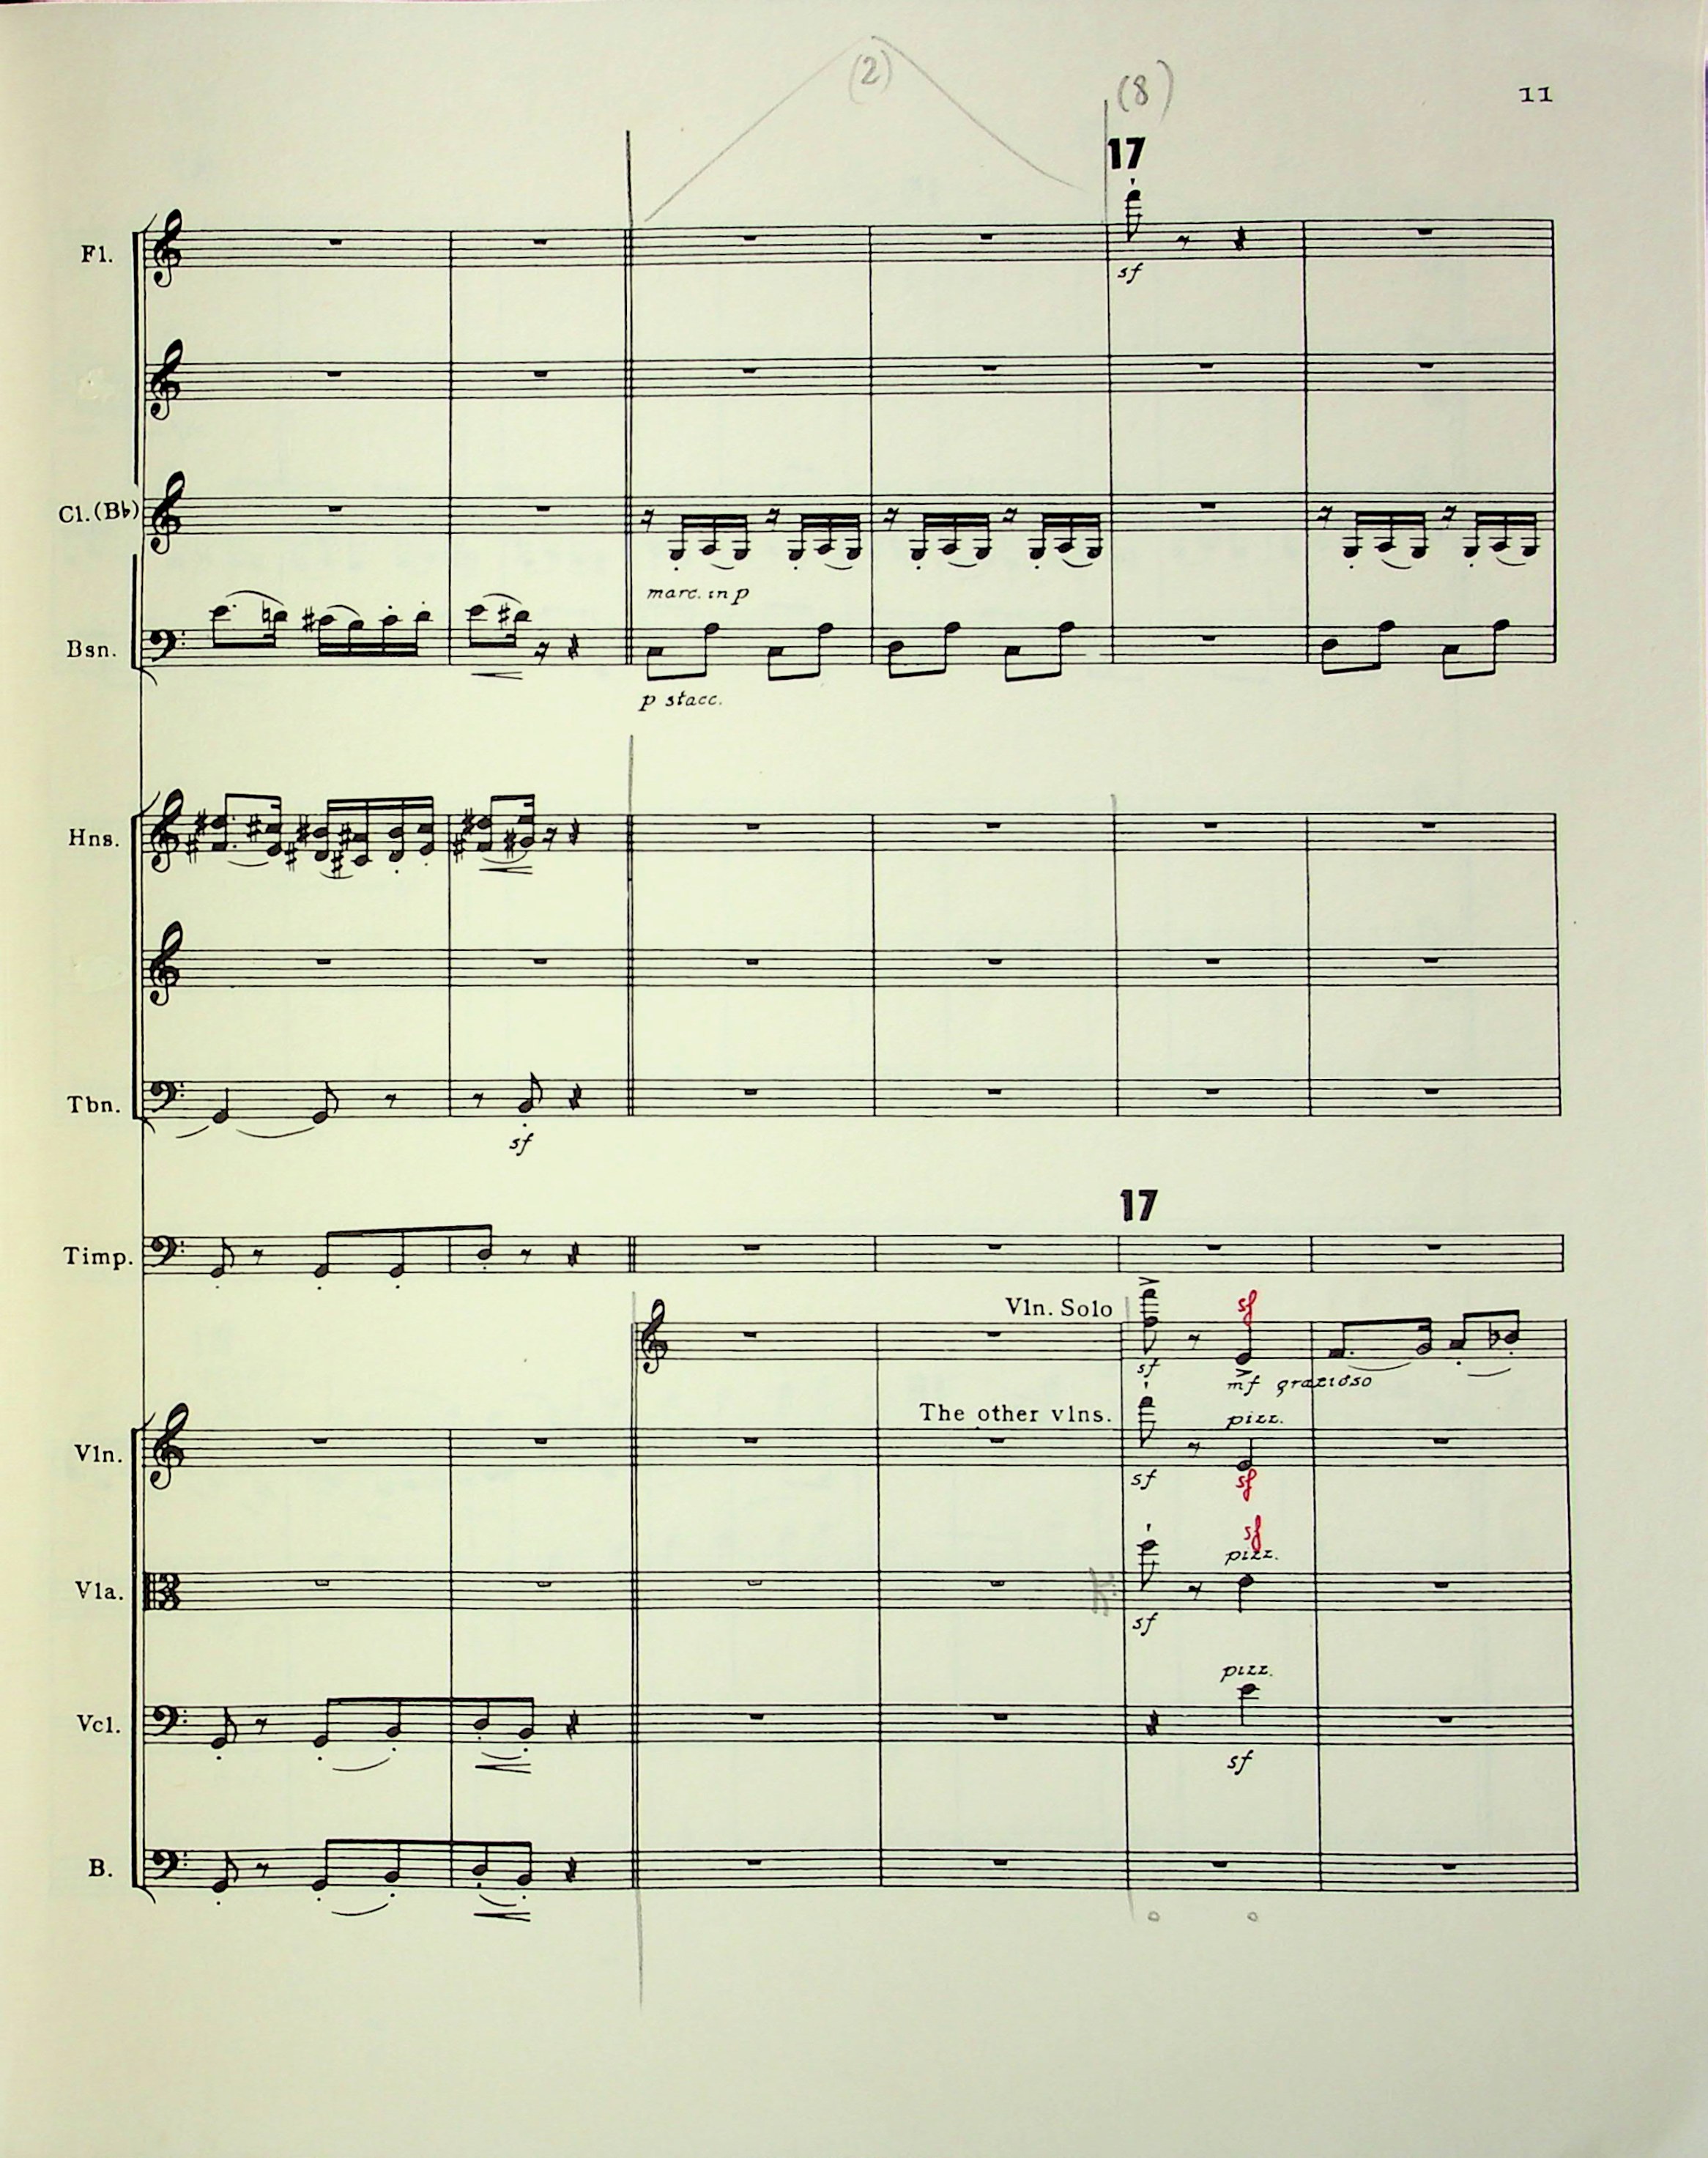 (2)
(8)
11
17
Fl.
sf
Cl.(B♭)
marc. in p
Bsn.
p stacc.
Hns.
Tbn.
sf
17
Timp.
Vln. Solo
sf
sf
mf grazioso
The other vlns.
pizz.
Vln.
sf
sf
sf
pizz.
Vla.
sf
pizz.
Vcl.
sf
B.